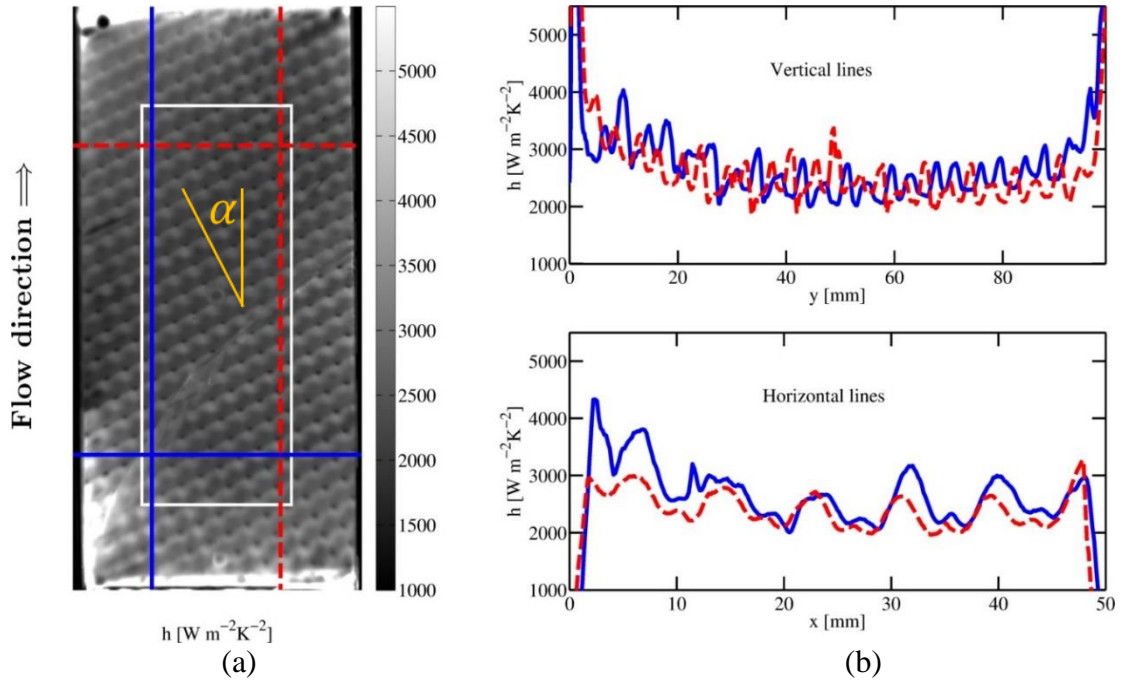 Flow direction ⟹
α
5000
4500
4000
3500
3000
2500
2000
1500
1000
h [W m⁻²K⁻²]
(a)
5000
4000
3000
2000
1000
h [W m⁻²K⁻²]
Vertical lines
0
20
40
60
80
y [mm]
5000
4000
3000
2000
1000
h [W m⁻²K⁻²]
Horizontal lines
0
10
20
30
40
50
x [mm]
(b)